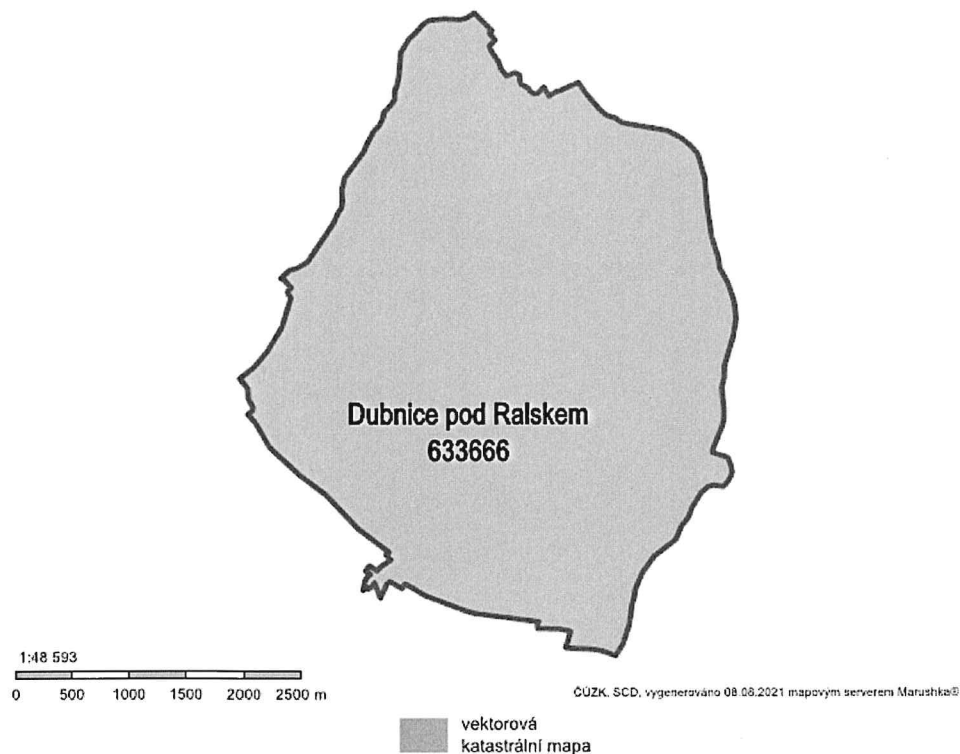 Dubnice pod Ralskem
633666
1:48 593
0 500 1000 1500 2000 2500 m
ČÚZK, SCD, vygenerováno 08.06.2021 mapovým serverem Marushka®
vektorová
katastrální mapa